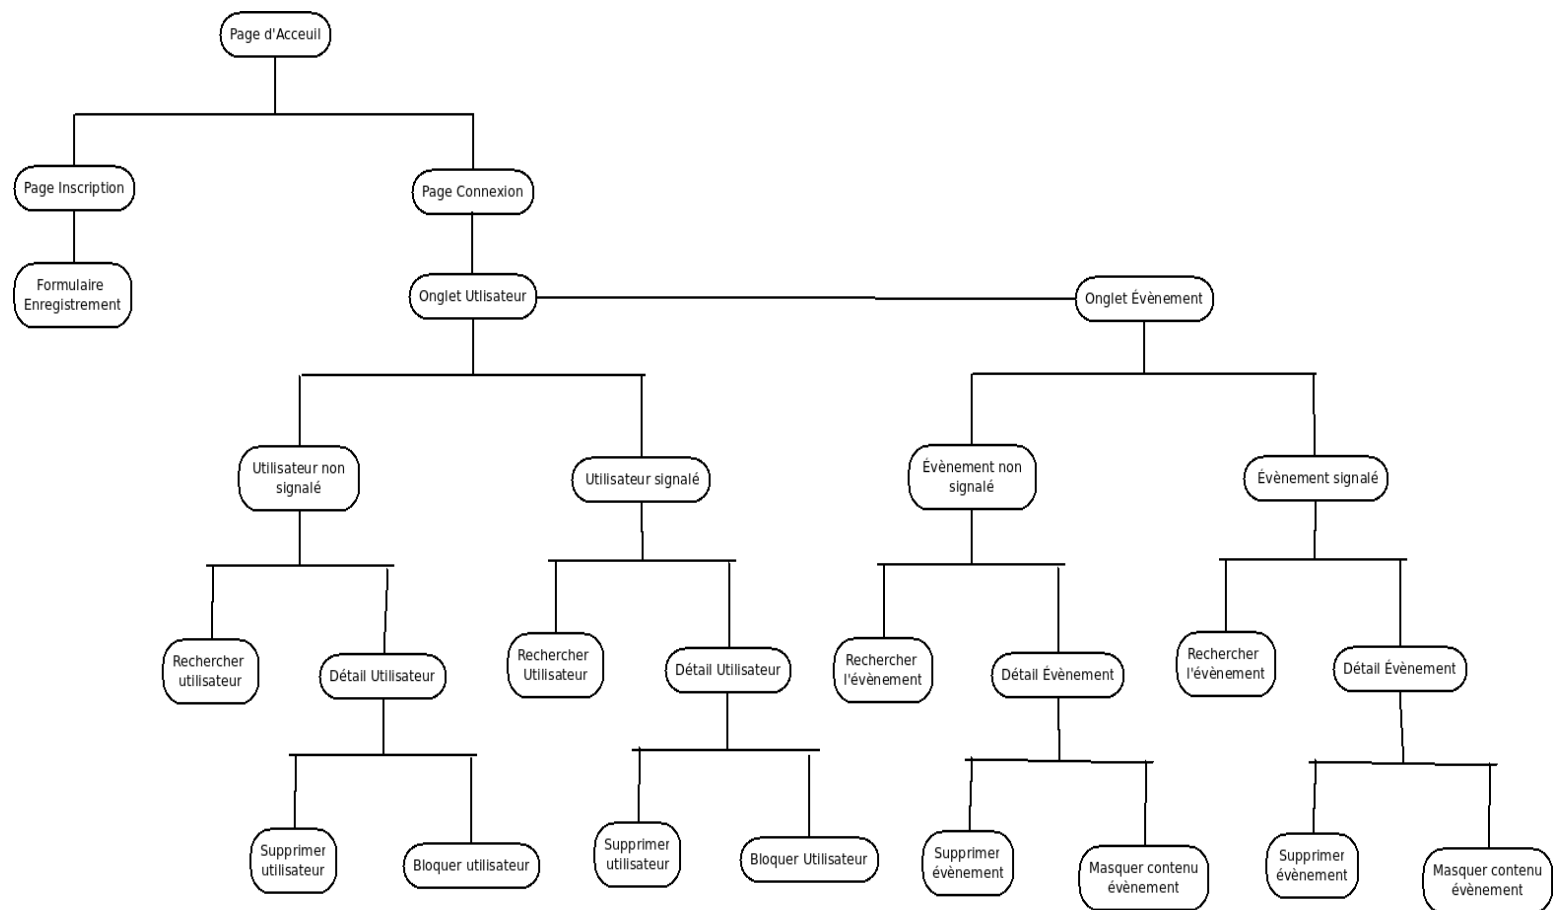 Page d'Acceuil
Page Inscription
Page Connexion
Formulaire
Enregistrement
Onglet Utlisateur
Onglet Évènement
Utilisateur non
signalé
Utilisateur signalé
Évènement non
signalé
Évènement signalé
Rechercher
utilisateur
Détail Utilisateur
Rechercher
Utilisateur
Détail Utilisateur
Rechercher
l'évènement
Détail Évènement
Rechercher
l'évènement
Détail Évènement
Supprimer
utilisateur
Bloquer utilisateur
Supprimer
utilisateur
Bloquer Utilisateur
Supprimer
évènement
Masquer contenu
évènement
Supprimer
évènement
Masquer contenu
évènement